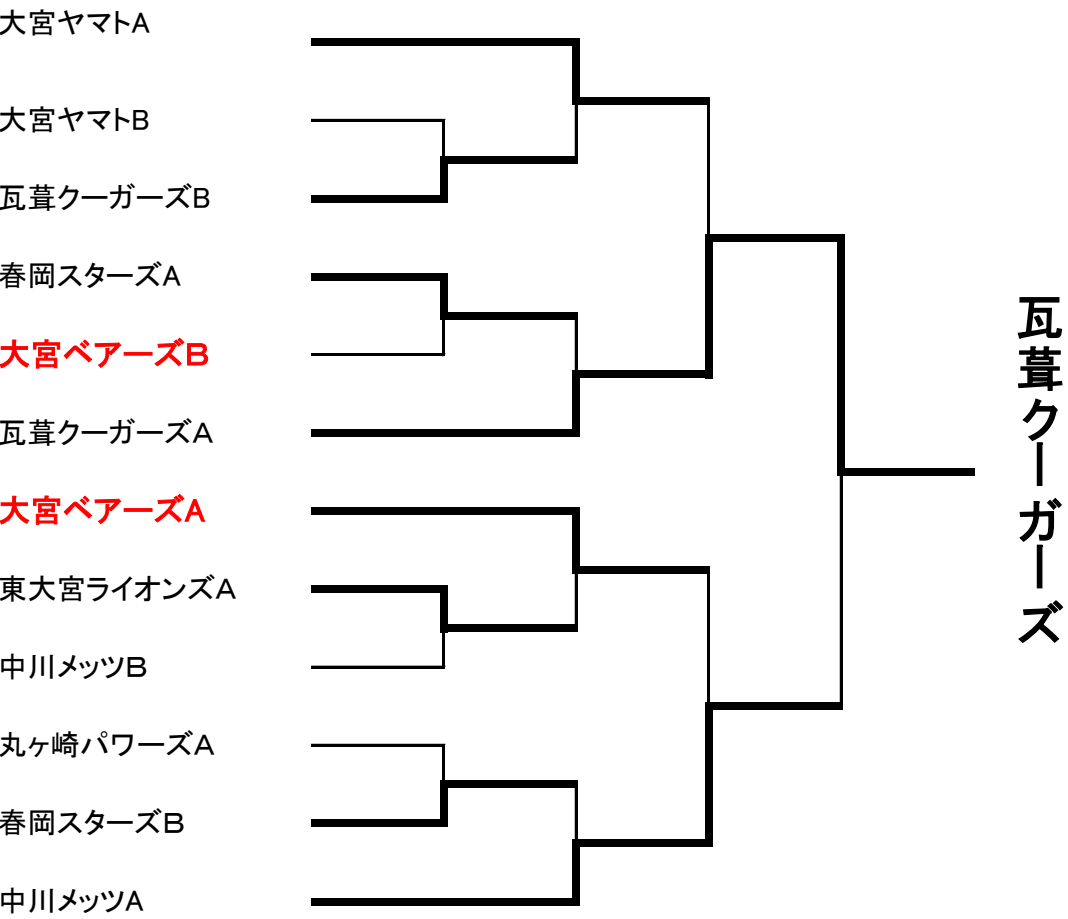 大宮ヤマトA
大宮ヤマトB
瓦葺クーガーズB
春岡スターズA
大宮ベアーズB
瓦葺クーガーズA
大宮ベアーズA
東大宮ライオンズA
中川メッツB
丸ヶ崎パワーズA
春岡スターズB
中川メッツA
瓦葺クーガーズ